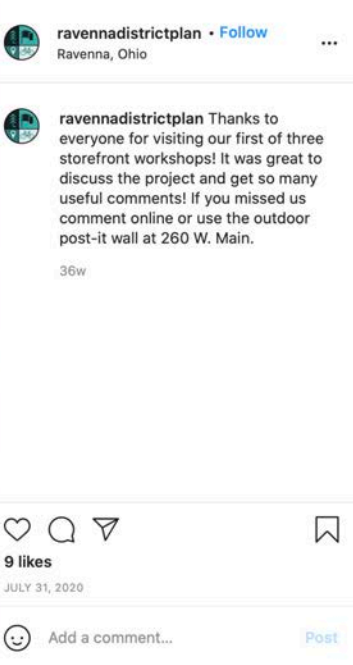 ravennadistrictplan • Follow
Ravenna, Ohio
ravennadistrictplan Thanks to
everyone for visiting our first of three
storefront workshops! It was great to
discuss the project and get so many
useful comments! If you missed us
comment online or use the outdoor
post-it wall at 260 W. Main.
36w
9 likes
JULY 31, 2020
Add a comment...
Post